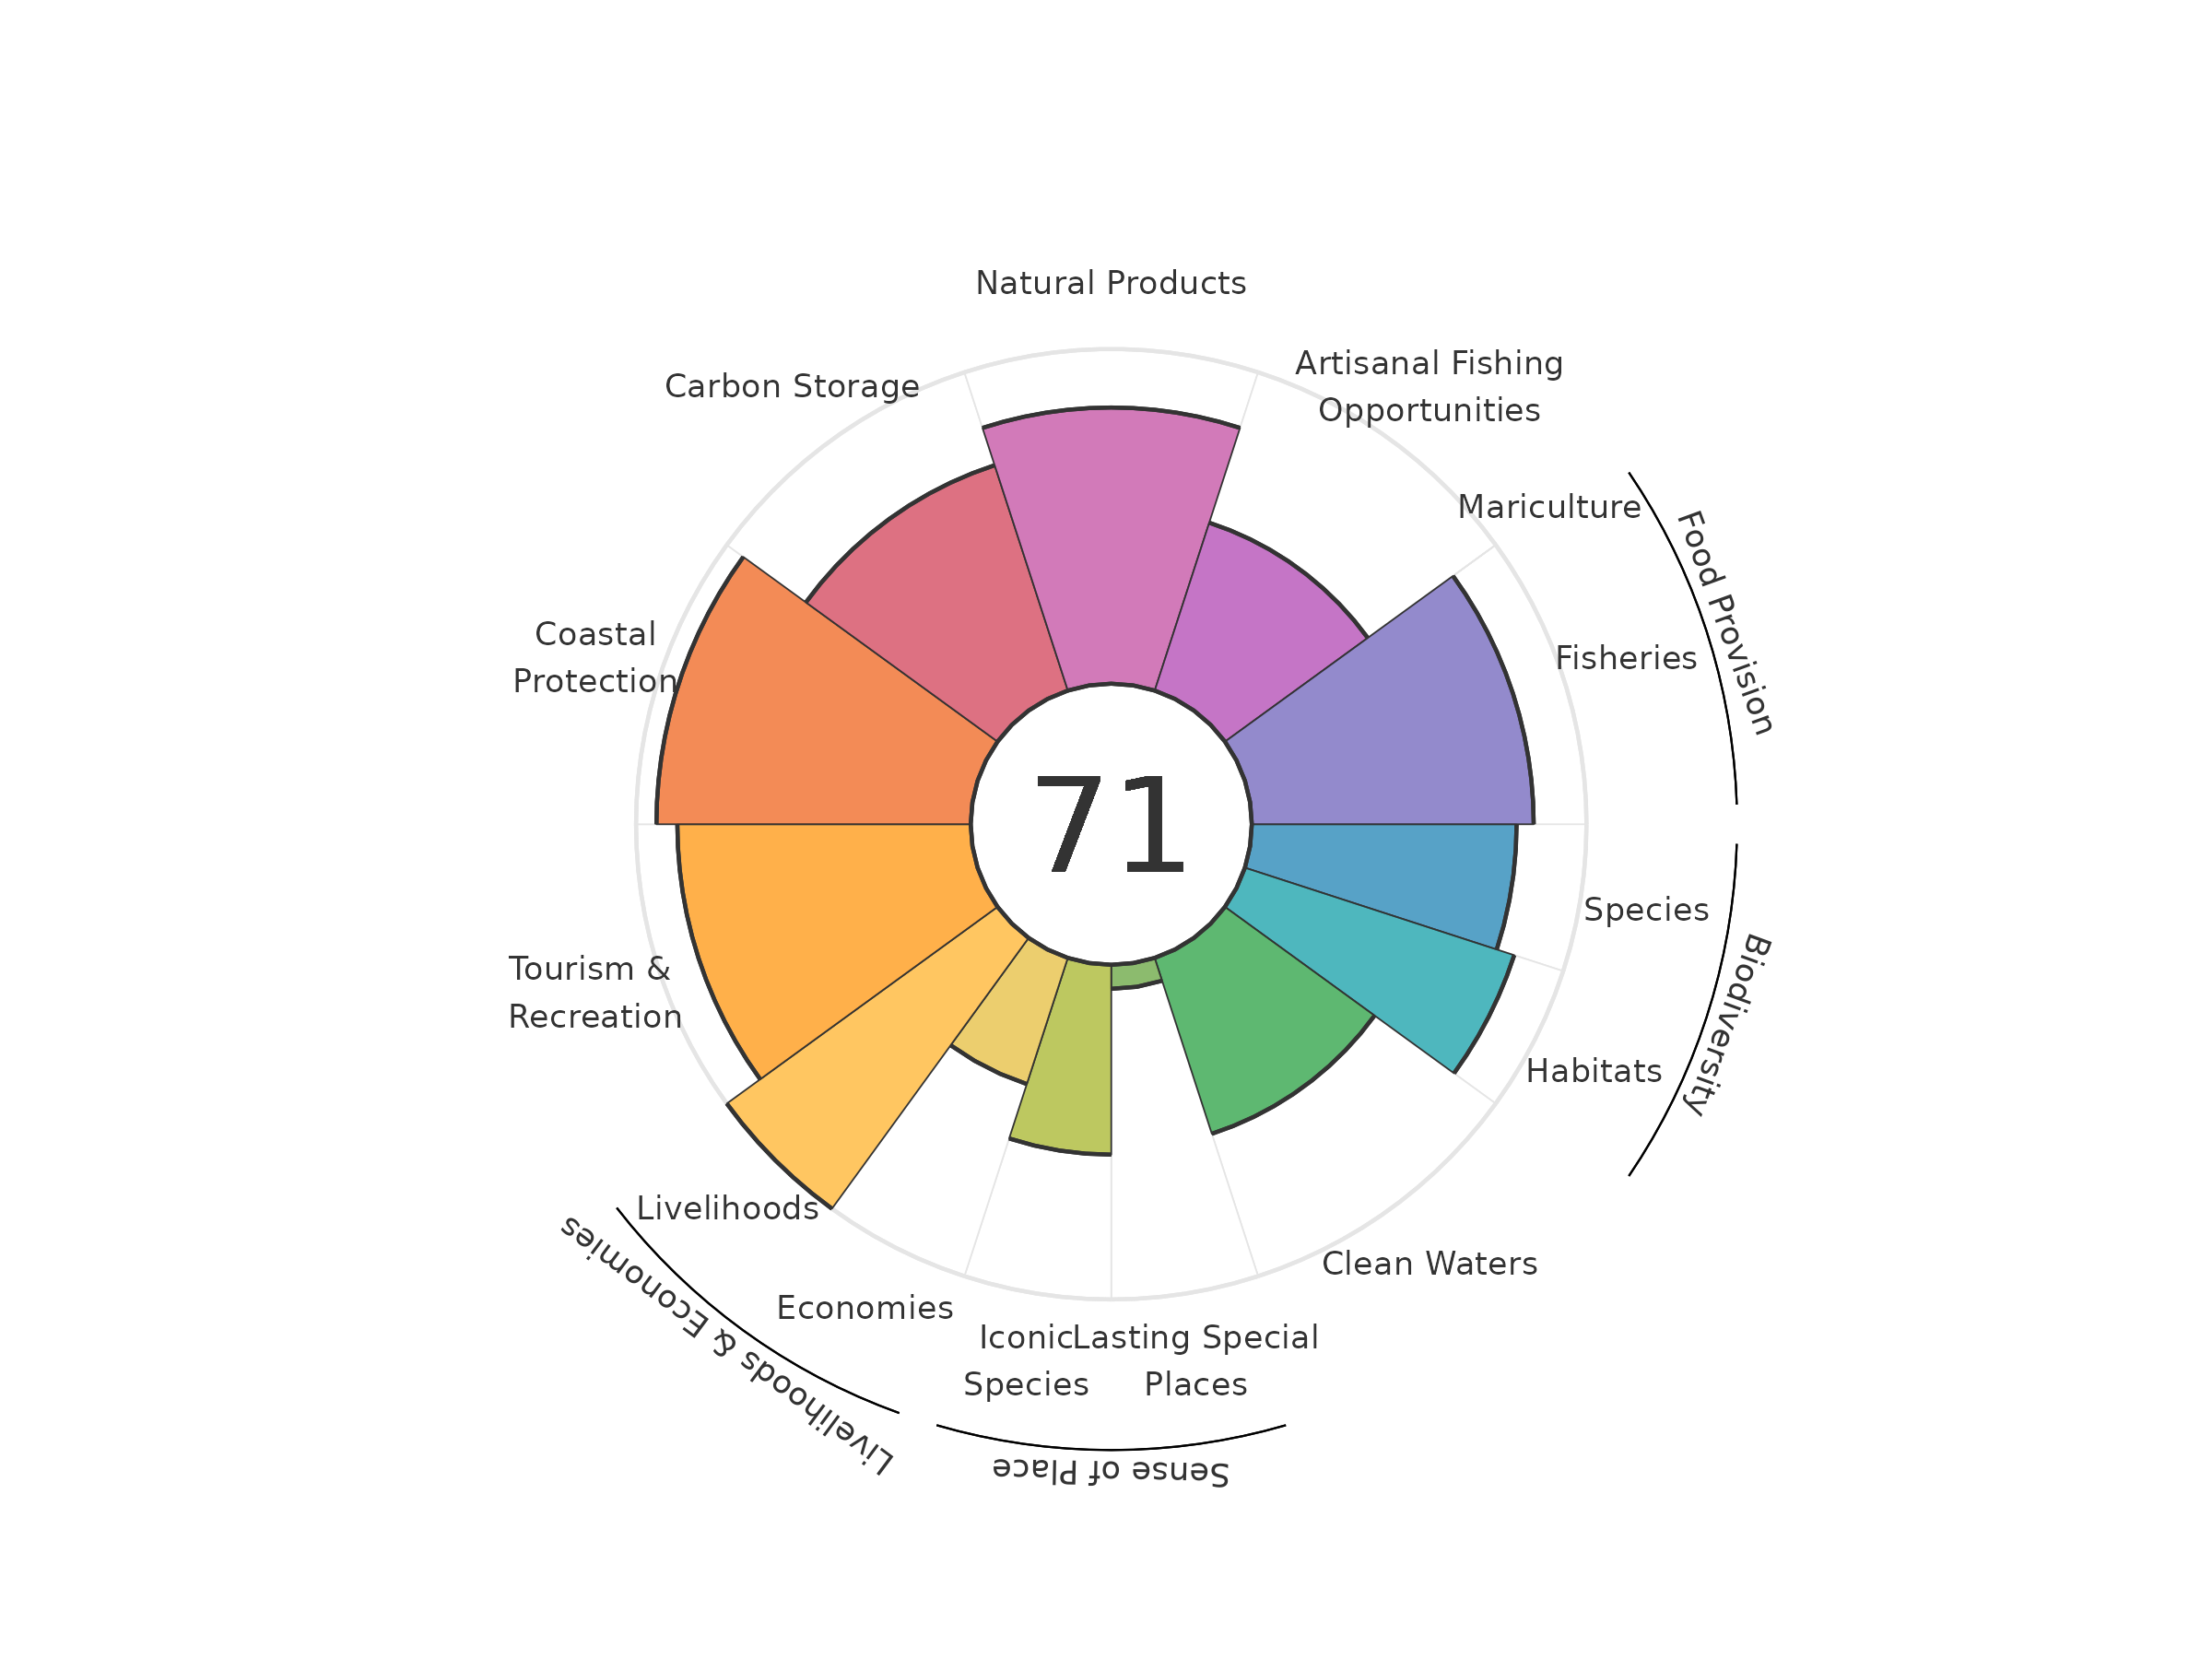 Natural Products
Carbon Storage
Artisanal Fishing
Opportunities
Mariculture
Food Provision
Fisheries
Coastal
Protection
71
Species
Biodiversity
Tourism &
Recreation
Habitats
Livelihoods
Clean Waters
Livelihoods & Economies
Economies
Iconic
Species
Lasting Special
Places
Sense of Place